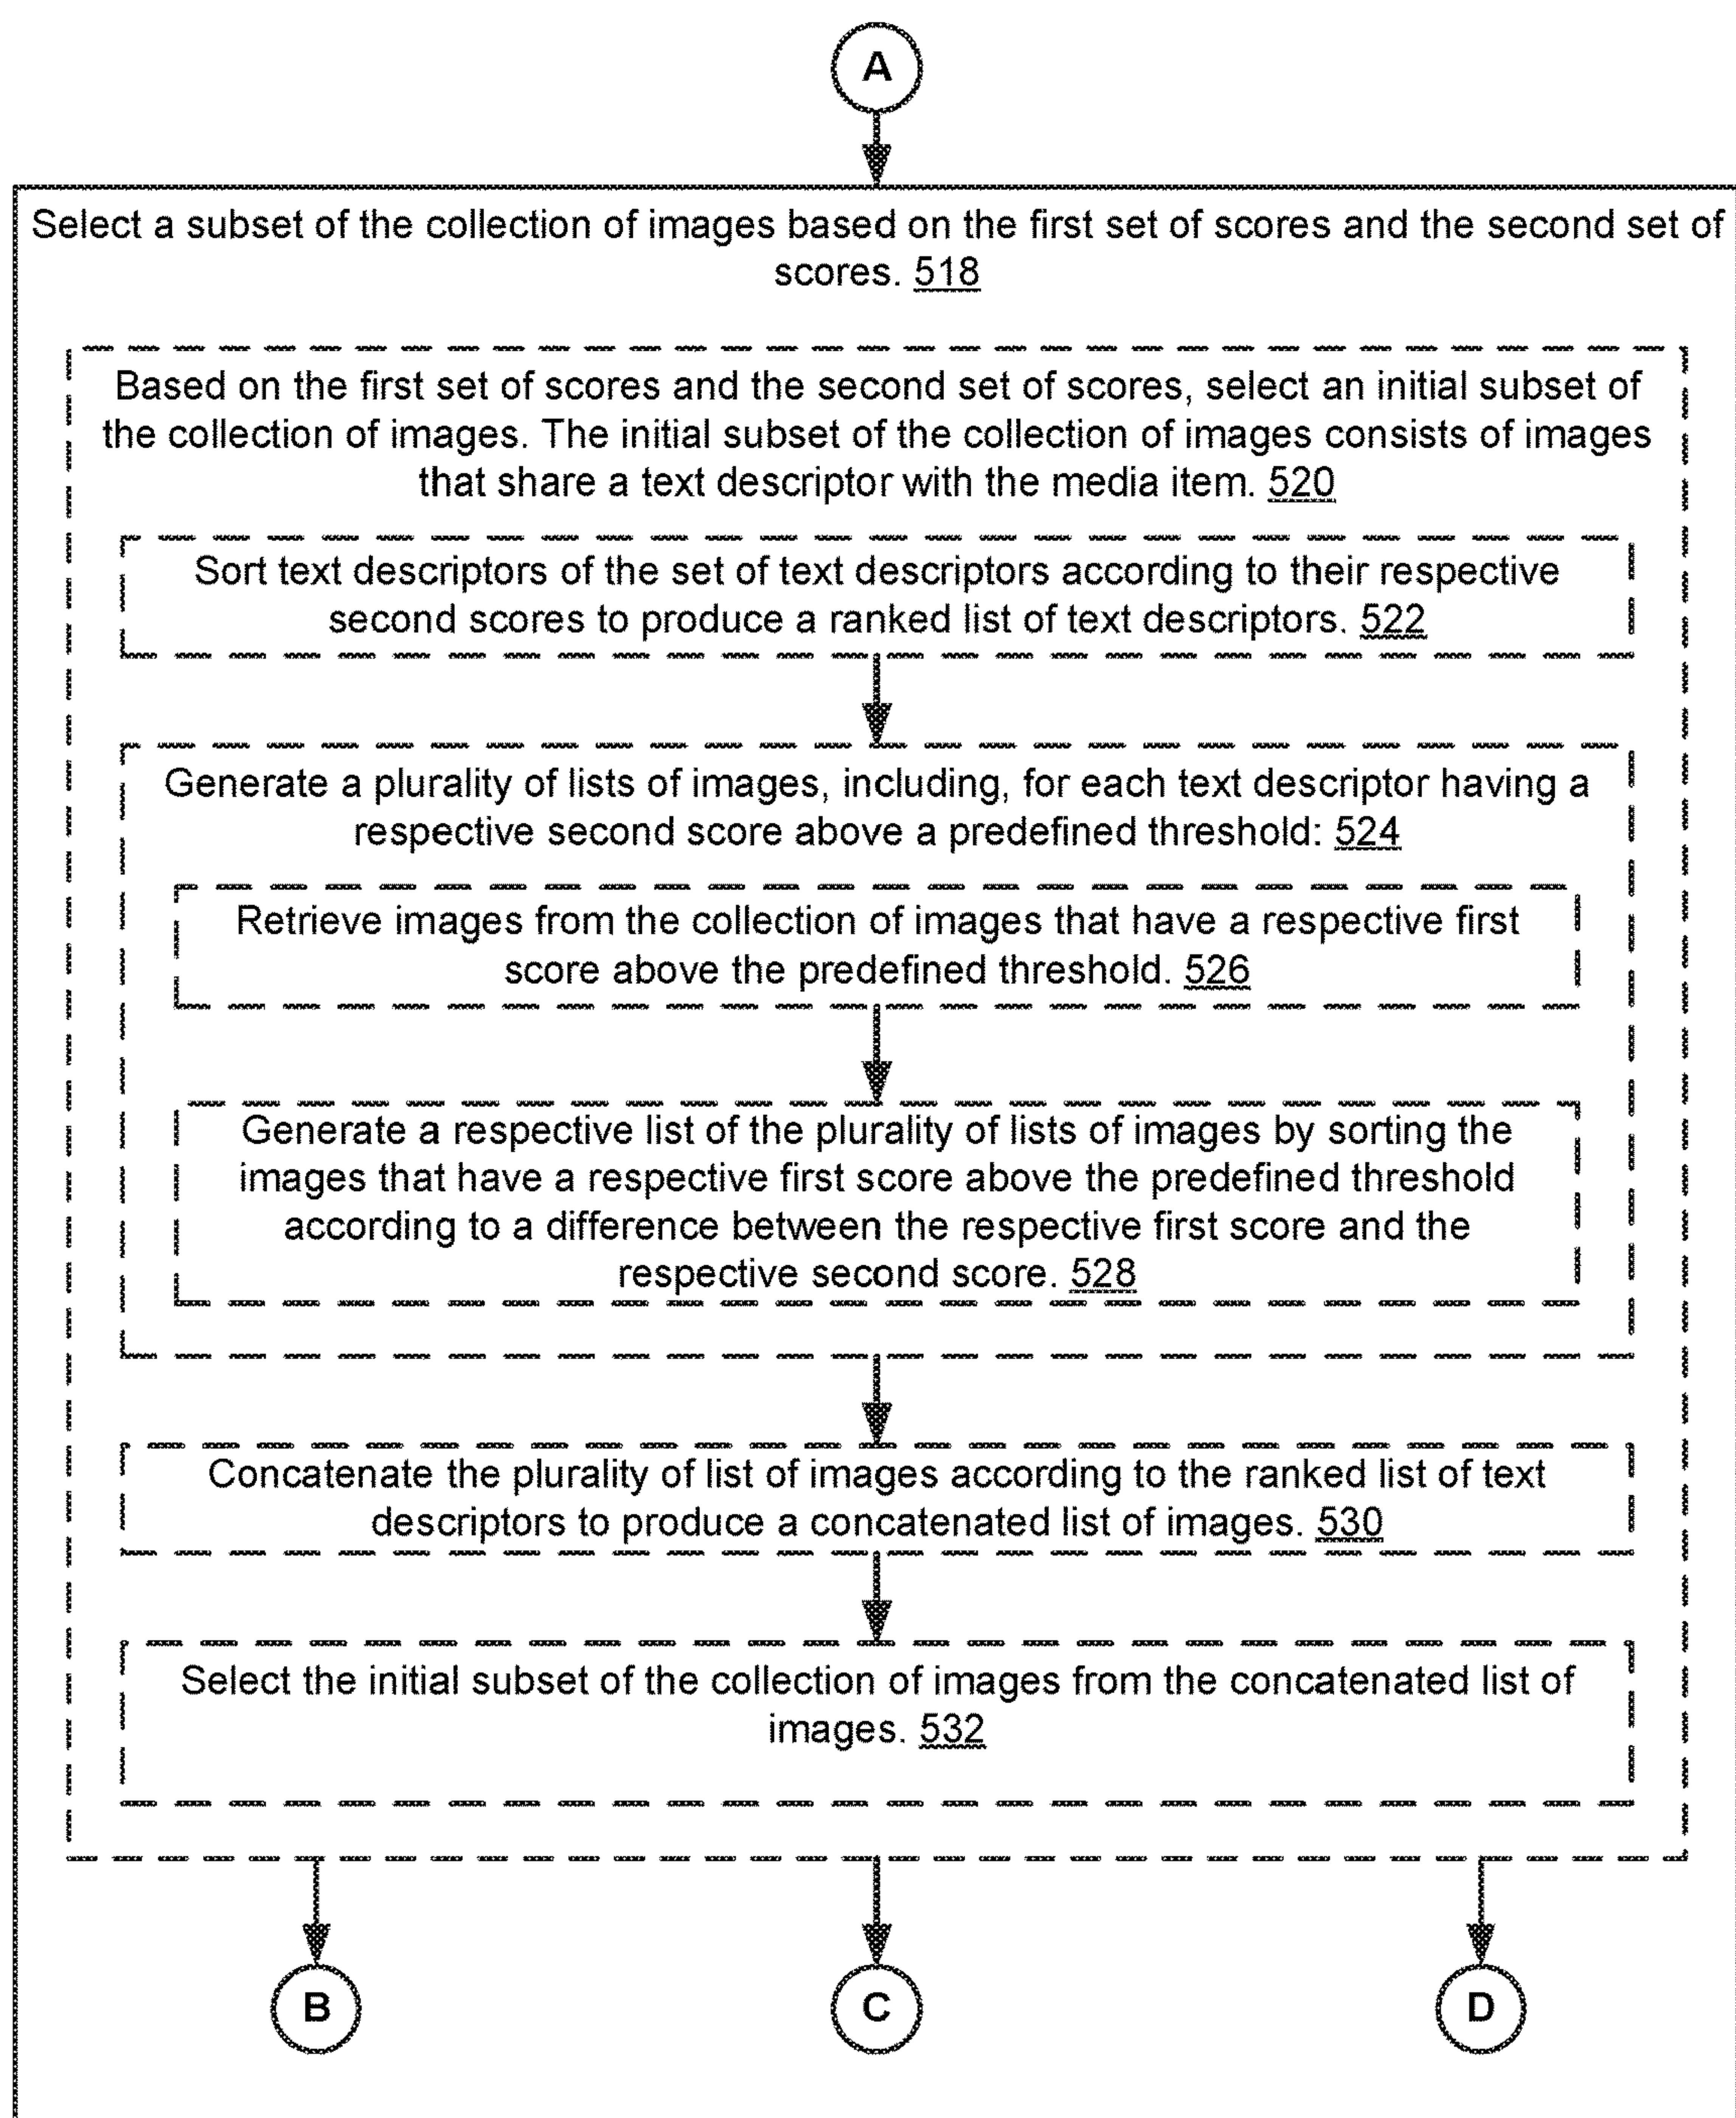 A
Select a subset of the collection of images based on the first set of scores and the second set of
scores. 518
Based on the first set of scores and the second set of scores, select an initial subset of
the collection of images. The initial subset of the collection of images consists of images
that share a text descriptor with the media item. 520
Sort text descriptors of the set of text descriptors according to their respective
second scores to produce a ranked list of text descriptors. 522
Generate a plurality of lists of images, including, for each text descriptor having a
respective second score above a predefined threshold: 524
Retrieve images from the collection of images that have a respective first
score above the predefined threshold. 526
Generate a respective list of the plurality of lists of images by sorting the
images that have a respective first score above the predefined threshold
according to a difference between the respective first score and the
respective second score. 528
Concatenate the plurality of list of images according to the ranked list of text
descriptors to produce a concatenated list of images. 530
Select the initial subset of the collection of images from the concatenated list of
images. 532
B
C
D